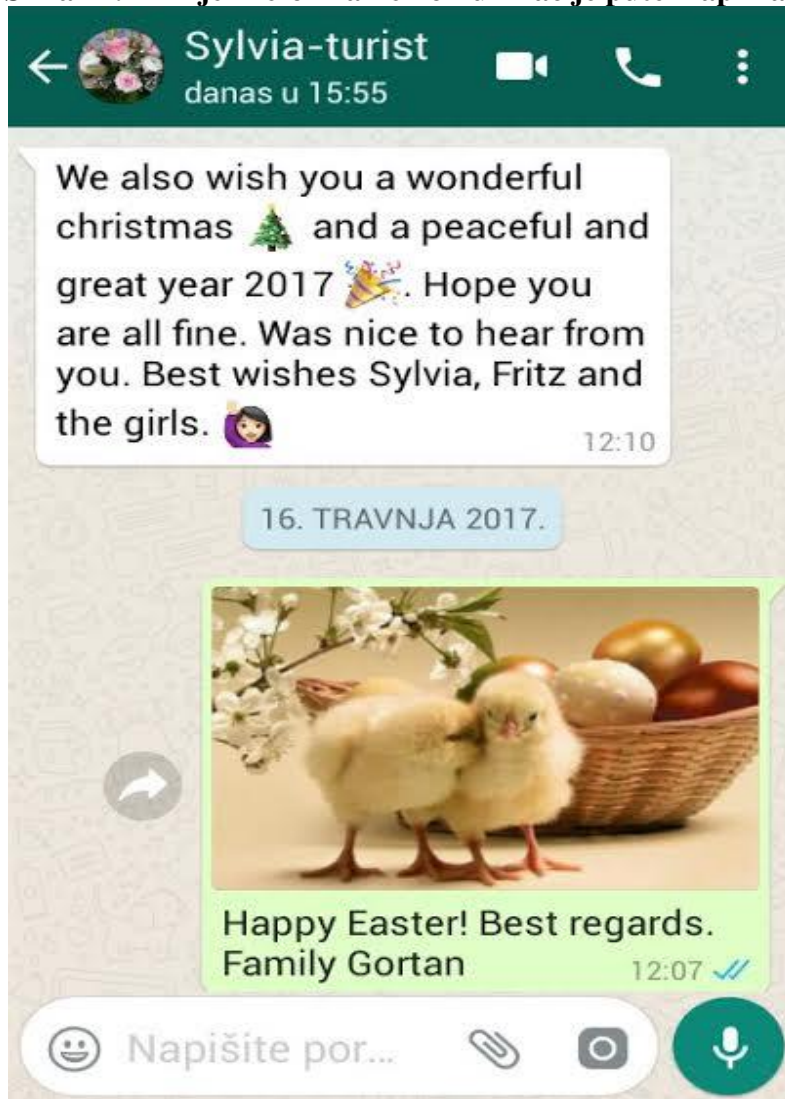 Sylvia-turist
danas u 15:55
We also wish you a wonderful
christmas 🎄 and a peaceful and
great year 2017 🎉. Hope you
are all fine. Was nice to hear from
you. Best wishes Sylvia, Fritz and
the girls. 🙋🏻‍♀️
12:10
16. TRAVNJA 2017.
Happy Easter! Best regards.
Family Gortan
12:07
Napišite por...